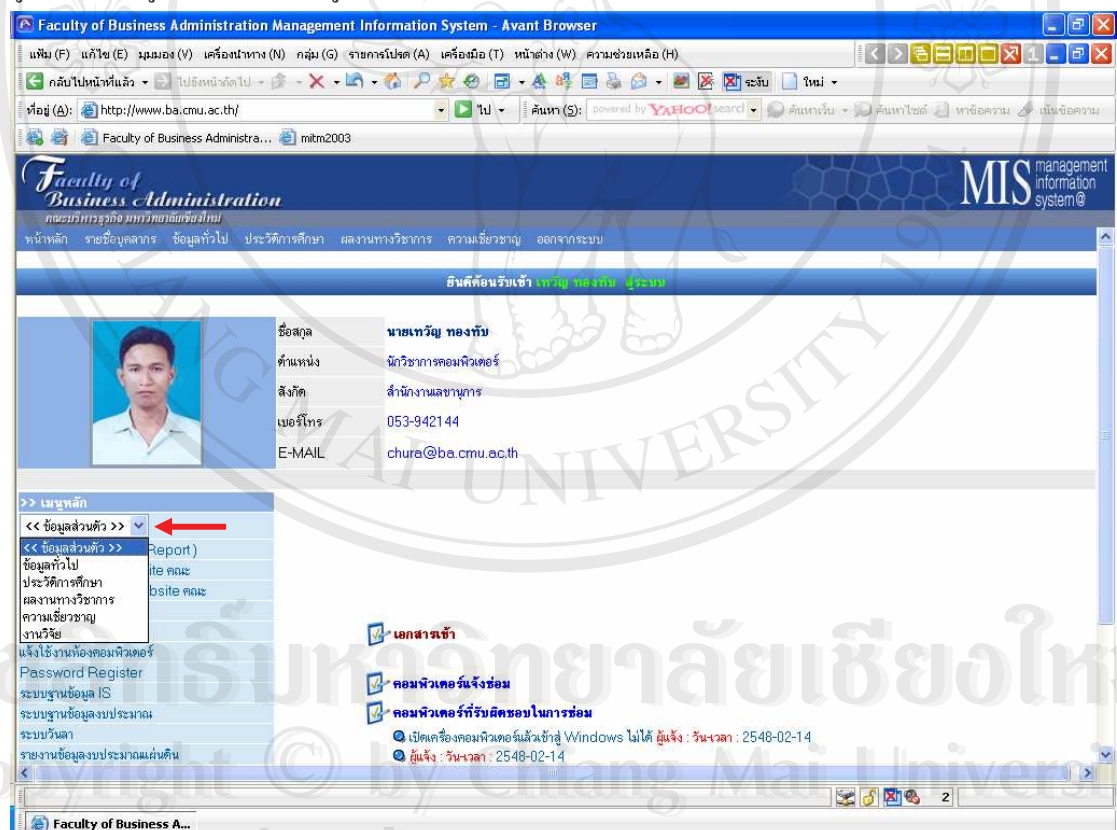 Faculty of Business Administration Management Information System - Avant Browser
แฟ้ม (F) แก้ไข (E) มุมมอง (V) เครื่องนำทาง (N) กลุ่ม (G) รายการโปรด (A) เครื่องมือ (T) หน้าต่าง (W) ความช่วยเหลือ (H)
กลับไปหน้าที่แล้ว ไปยังหน้าถัดไป ระงับ ใหม่
ที่อยู่ (A): http://www.ba.cmu.ac.th/ ไป ค้นหา (S): powered by YAHOO! search ค้นหาเว็บ ค้นหาไซต์ หาข้อความ เน้นข้อความ
Faculty of Business Administra... mitm2003
Faculty of
Business Administration
คณะบริหารธุรกิจ มหาวิทยาลัยเชียงใหม่
MIS management information system@
หน้าหลัก รายชื่อบุคลากร ข้อมูลทั่วไป ประวัติการศึกษา ผลงานทางวิชาการ ความเชี่ยวชาญ ออกจากระบบ
ยินดีต้อนรับเข้า เทวัญ ทองทับ สู่ระบบ
ชื่อสกุล นายเทวัญ ทองทับ
ตำแหน่ง นักวิชาการคอมพิวเตอร์
สังกัด สำนักงานเลขานุการ
เบอร์โทร 053-942144
E-MAIL chura@ba.cmu.ac.th
>> เมนูหลัก
<< ข้อมูลส่วนตัว >>
<< ข้อมูลส่วนตัว >> Report)
ข้อมูลทั่วไป ite คณะ
ประวัติการศึกษา bsite คณะ
ผลงานทางวิชาการ
ความเชี่ยวชาญ
งานวิจัย
แจ้งใช้งานห้องคอมพิวเตอร์
Password Register
ระบบฐานข้อมูล IS
ระบบฐานข้อมูลงบประมาณ
ระบบวันลา
รายงานข้อมูลงบประมาณแผ่นดิน
เอกสารเข้า
คอมพิวเตอร์แจ้งซ่อม
คอมพิวเตอร์ที่รับผิดชอบในการซ่อม
เปิดเครื่องคอมพิวเตอร์แล้วเข้าสู่ Windows ไม่ได้ ผู้แจ้ง : วัน-เวลา : 2548-02-14
ผู้แจ้ง : วัน-เวลา : 2548-02-14
2
Faculty of Business A...
ANG MAI UNIVERSITY
ลิขสิทธิ์มหาวิทยาลัยเชียงให
opyright © by Chiang Mai Universi